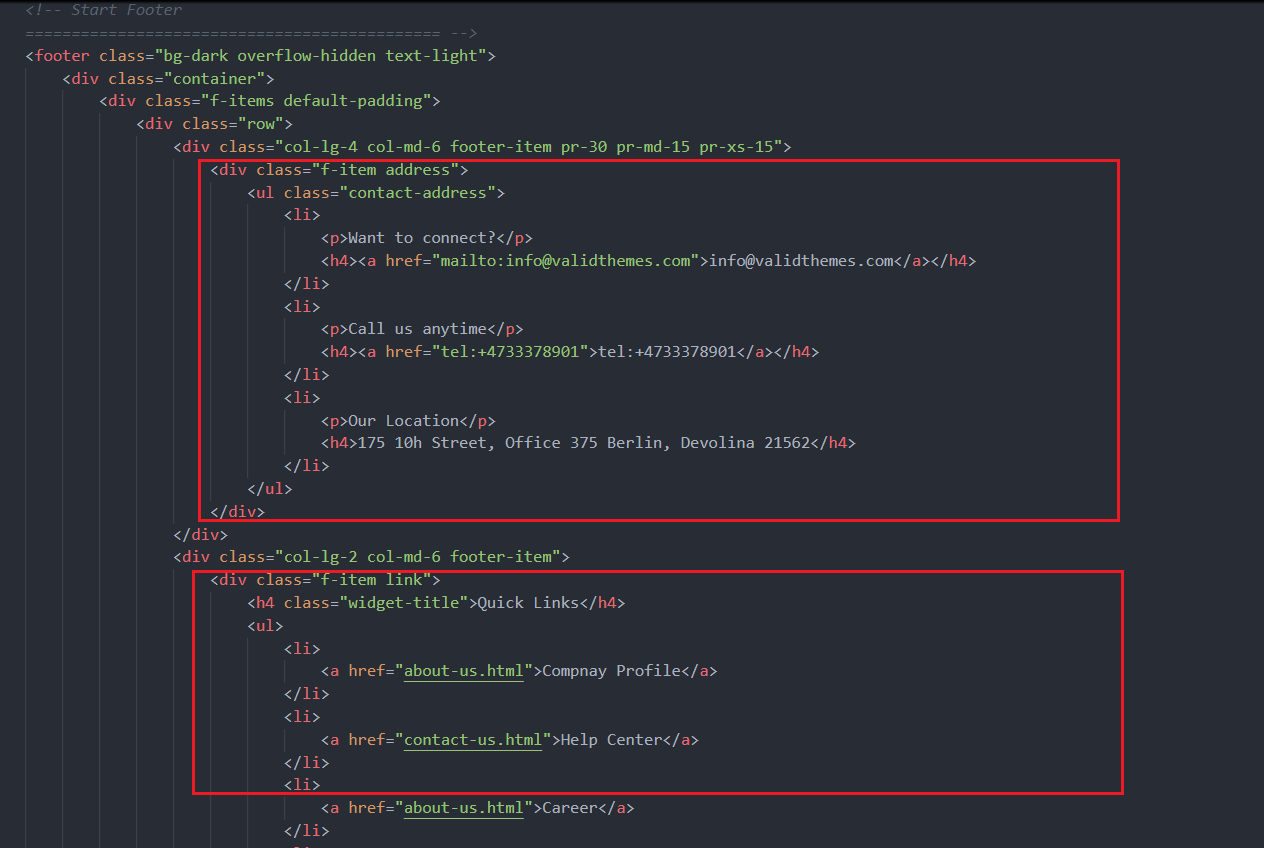 <!-- Start Footer
============================================= -->
<footer class="bg-dark overflow-hidden text-light">
<div class="container">
<div class="f-items default-padding">
<div class="row">
<div class="col-lg-4 col-md-6 footer-item pr-30 pr-md-15 pr-xs-15">
<div class="f-item address">
<ul class="contact-address">
<li>
<p>Want to connect?</p>
<h4><a href="mailto:info@validthemes.com">info@validthemes.com</a></h4>
</li>
<li>
<p>Call us anytime</p>
<h4><a href="tel:+4733378901">tel:+4733378901</a></h4>
</li>
<li>
<p>Our Location</p>
<h4>175 10h Street, Office 375 Berlin, Devolina 21562</h4>
</li>
</ul>
</div>
</div>
<div class="col-lg-2 col-md-6 footer-item">
<div class="f-item link">
<h4 class="widget-title">Quick Links</h4>
<ul>
<li>
<a href="about-us.html">Compnay Profile</a>
</li>
<li>
<a href="contact-us.html">Help Center</a>
</li>
<li>
<a href="about-us.html">Career</a>
</li>